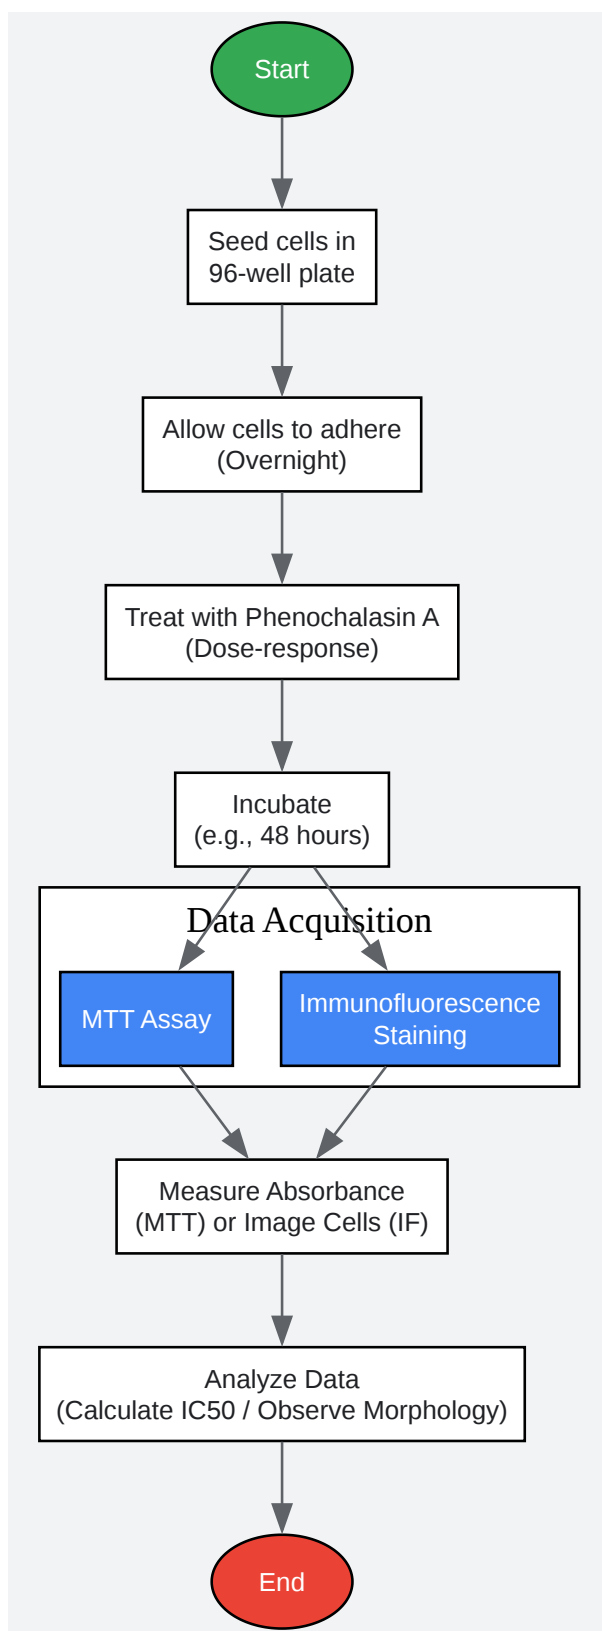 Start
Seed cells in
96-well plate
Allow cells to adhere
(Overnight)
Treat with Phenochalasin A
(Dose-response)
Incubate
(e.g., 48 hours)
Data Acquisition
MTT Assay
Immunofluorescence
Staining
Measure Absorbance
(MTT) or Image Cells (IF)
Analyze Data
(Calculate IC50 / Observe Morphology)
End